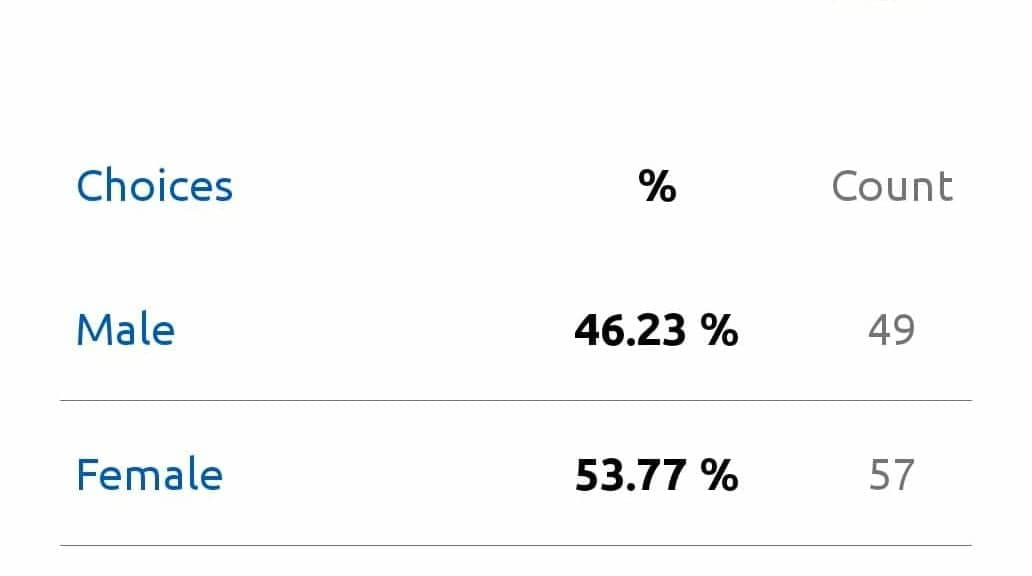 Choices % Count
Male 46.23 % 49
Female 53.77 % 57